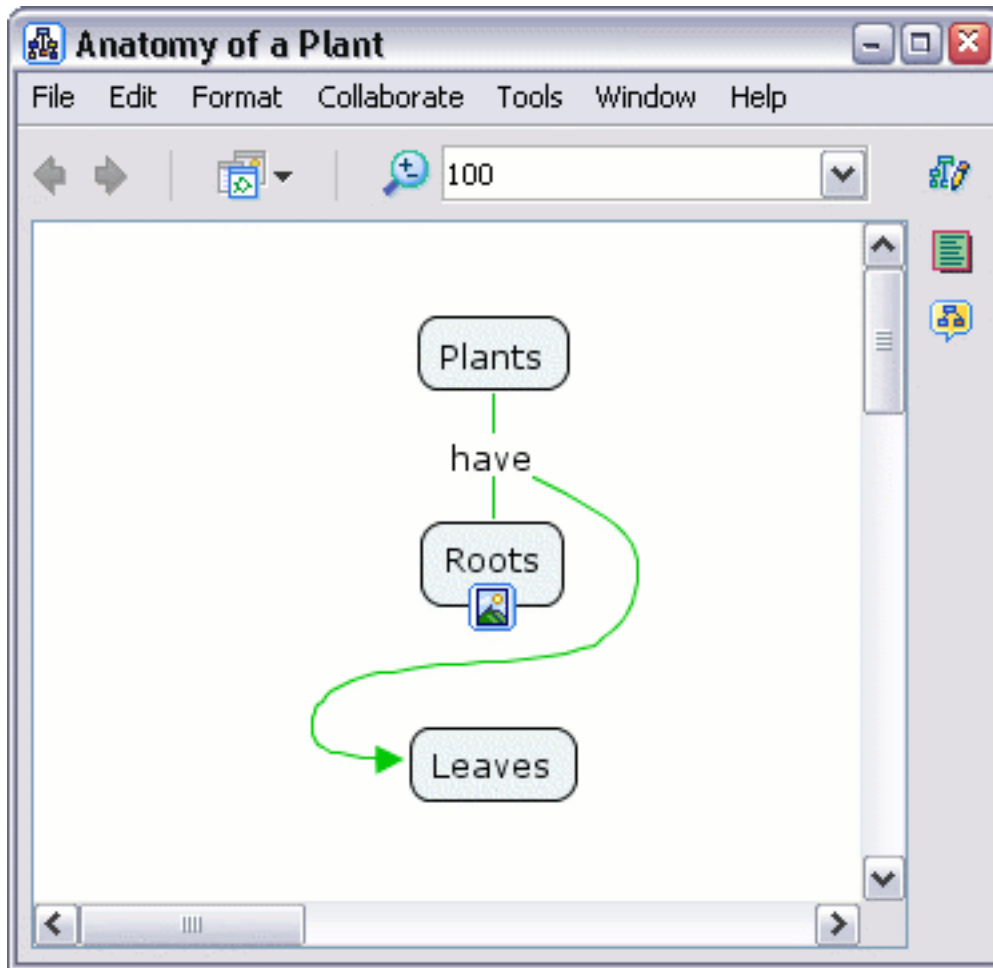 Anatomy of a Plant
File Edit Format Collaborate Tools Window Help
100
Plants
have
Roots
Leaves